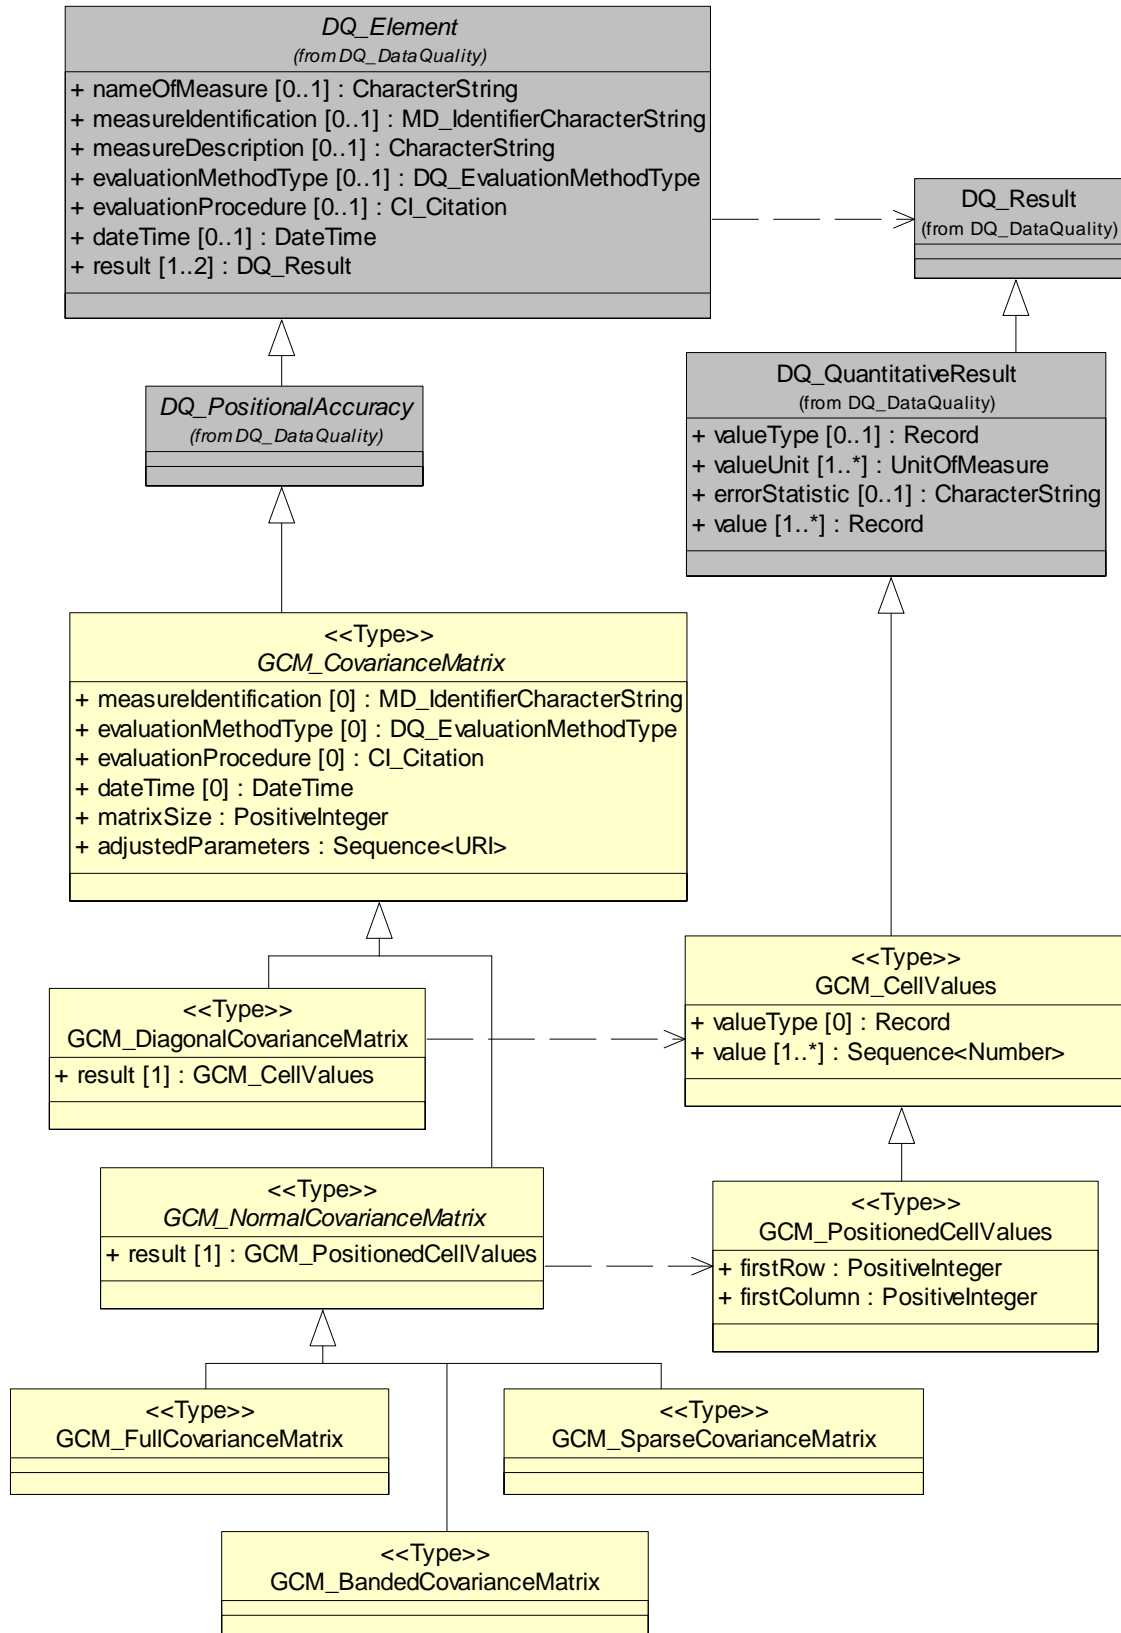 DQ_Element
(from DQ_DataQuality)
+ nameOfMeasure [0..1] : CharacterString
+ measureIdentification [0..1] : MD_IdentifierCharacterString
+ measureDescription [0..1] : CharacterString
+ evaluationMethodType [0..1] : DQ_EvaluationMethodType
+ evaluationProcedure [0..1] : CI_Citation
+ dateTime [0..1] : DateTime
+ result [1..2] : DQ_Result
DQ_Result
(from DQ_DataQuality)
DQ_PositionalAccuracy
(from DQ_DataQuality)
DQ_QuantitativeResult
(from DQ_DataQuality)
+ valueType [0..1] : Record
+ valueUnit [1..*] : UnitOfMeasure
+ errorStatistic [0..1] : CharacterString
+ value [1..*] : Record
<<Type>>
GCM_CovarianceMatrix
+ measureIdentification [0] : MD_IdentifierCharacterString
+ evaluationMethodType [0] : DQ_EvaluationMethodType
+ evaluationProcedure [0] : CI_Citation
+ dateTime [0] : DateTime
+ matrixSize : PositiveInteger
+ adjustedParameters : Sequence<URI>
<<Type>>
GCM_CellValues
+ valueType [0] : Record
+ value [1..*] : Sequence<Number>
<<Type>>
GCM_DiagonalCovarianceMatrix
+ result [1] : GCM_CellValues
<<Type>>
GCM_NormalCovarianceMatrix
+ result [1] : GCM_PositionedCellValues
<<Type>>
GCM_PositionedCellValues
+ firstRow : PositiveInteger
+ firstColumn : PositiveInteger
<<Type>>
GCM_FullCovarianceMatrix
<<Type>>
GCM_SparseCovarianceMatrix
<<Type>>
GCM_BandedCovarianceMatrix